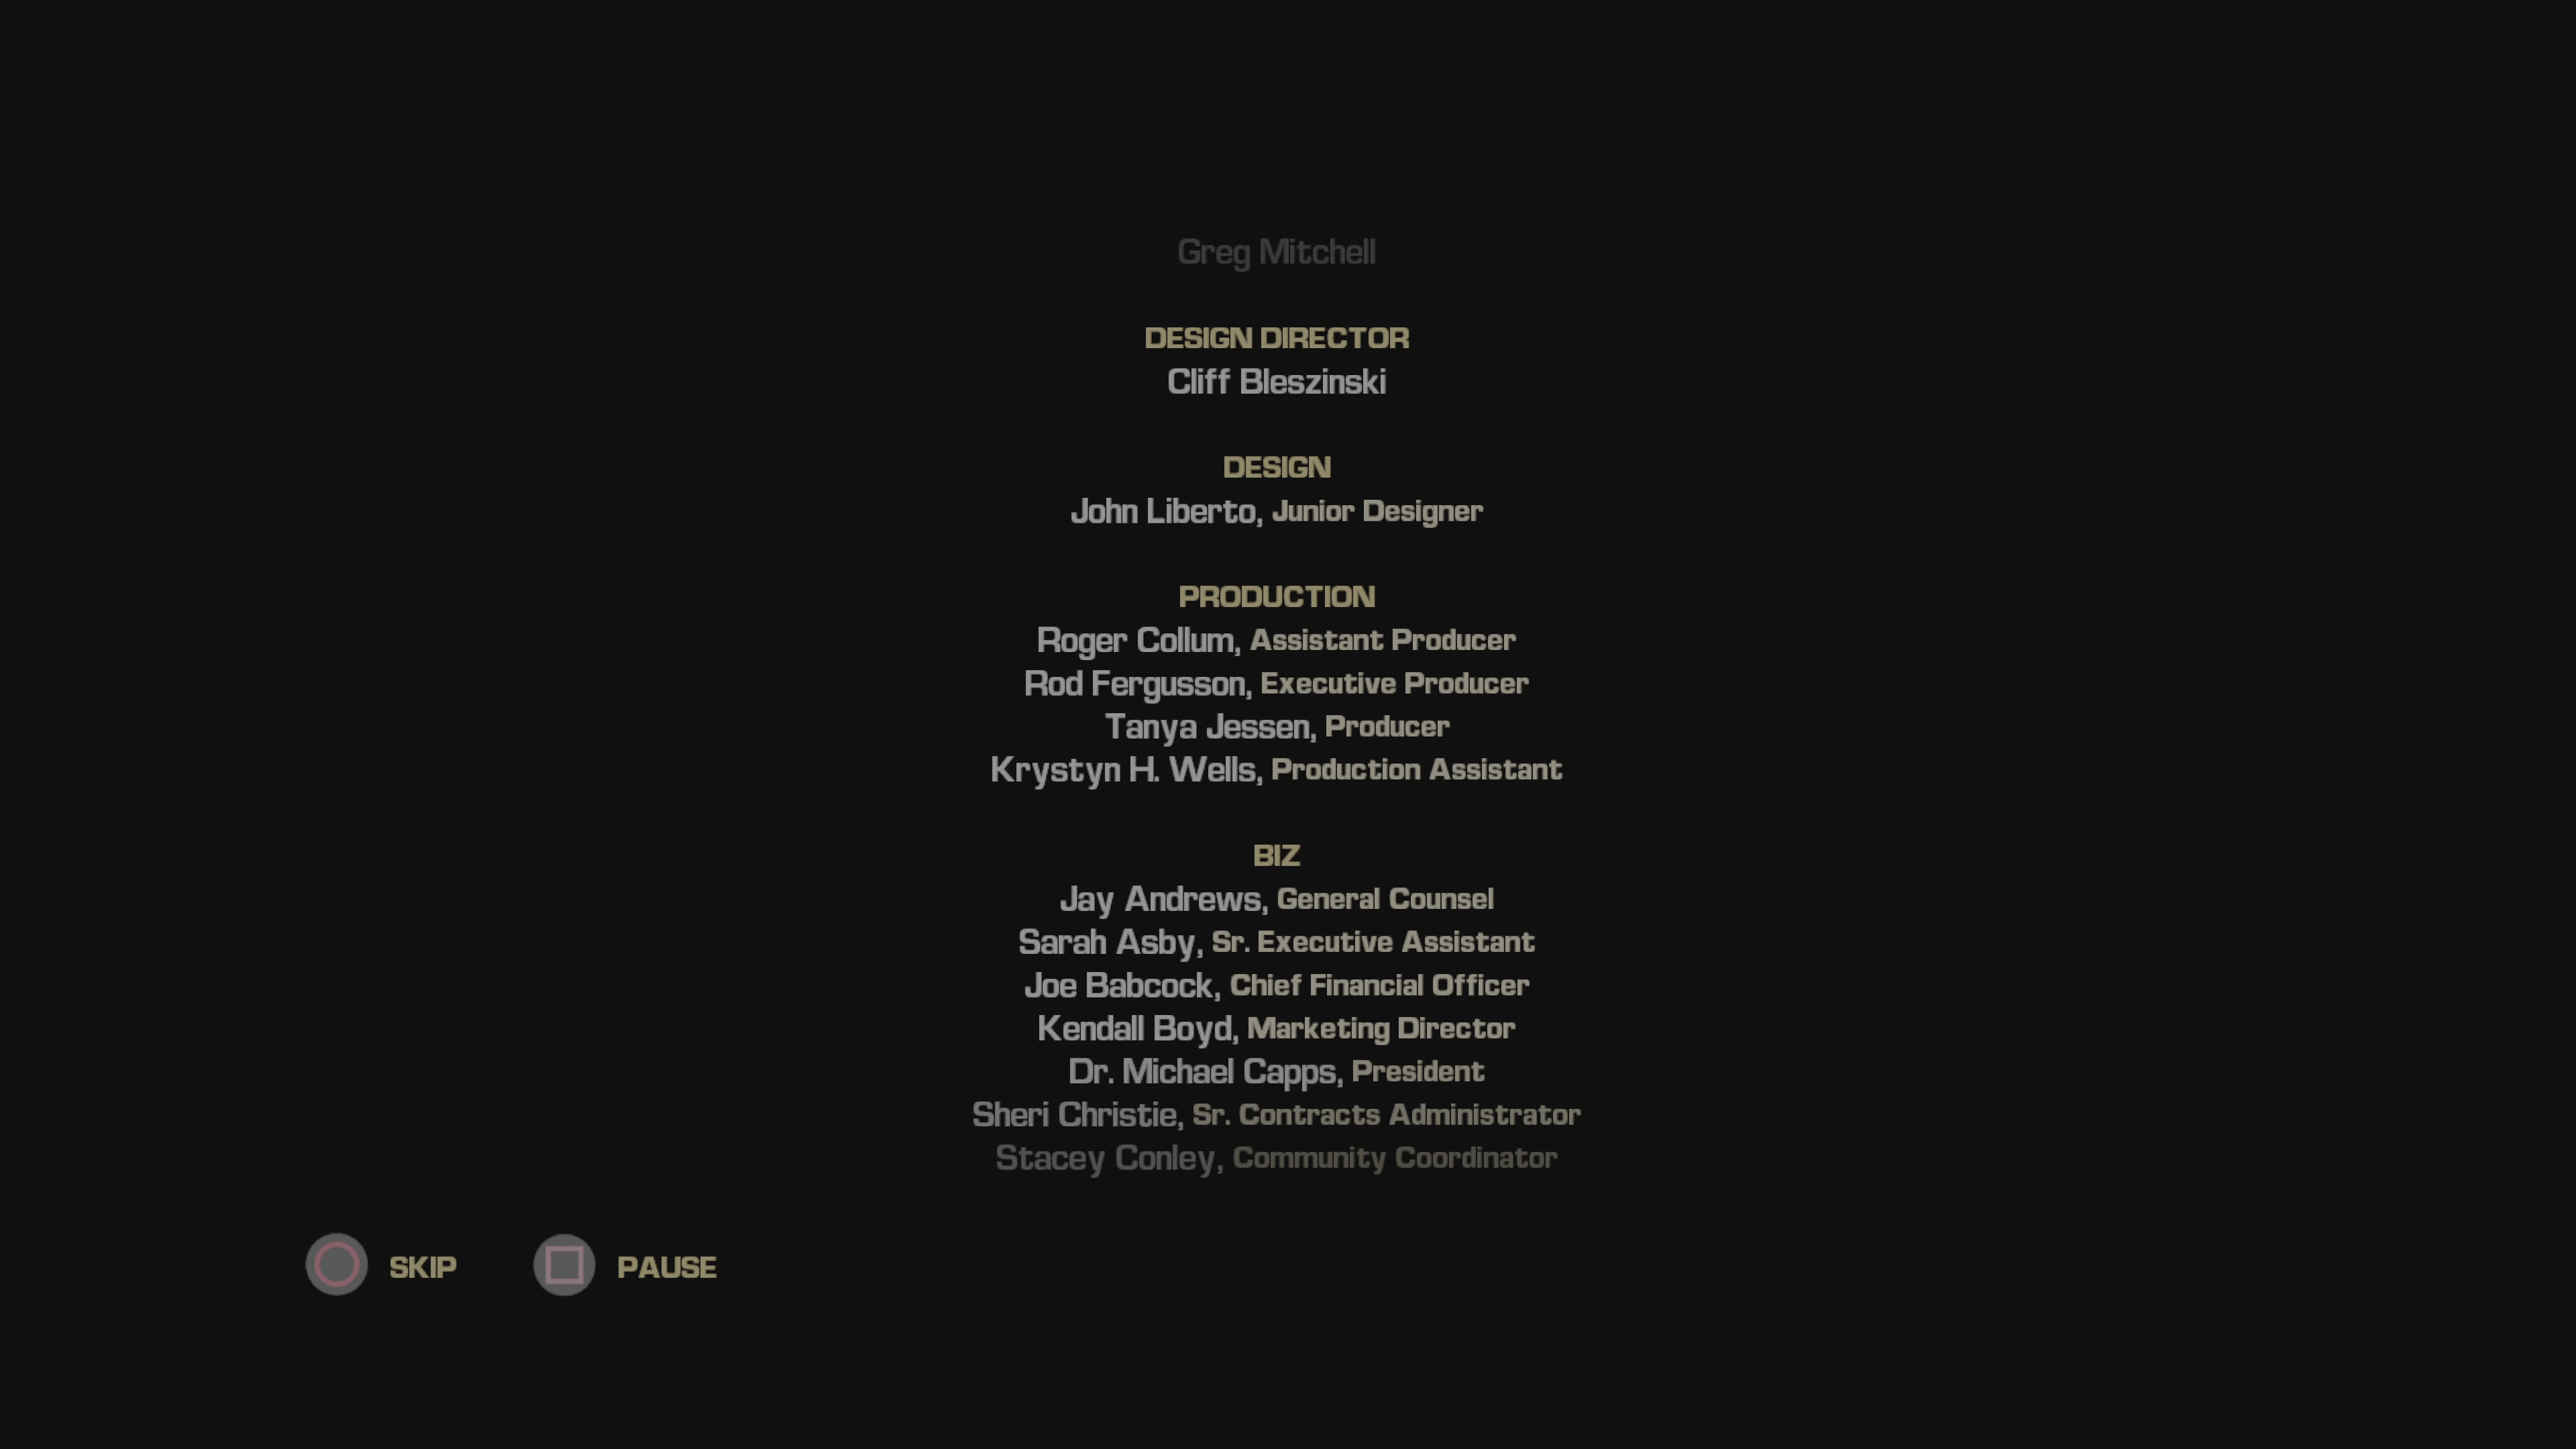 Greg Mitchell
DESIGN DIRECTOR
Cliff Bleszinski
DESIGN
John Liberto, Junior Designer
PRODUCTION
Roger Collum, Assistant Producer
Rod Fergusson, Executive Producer
Tanya Jessen, Producer
Krystyn H. Wells, Production Assistant
BIZ
Jay Andrews, General Counsel
Sarah Asby, Sr. Executive Assistant
Joe Babcock, Chief Financial Officer
Kendall Boyd, Marketing Director
Dr. Michael Capps, President
Sheri Christie, Sr. Contracts Administrator
Stacey Conley, Community Coordinator
SKIP PAUSE